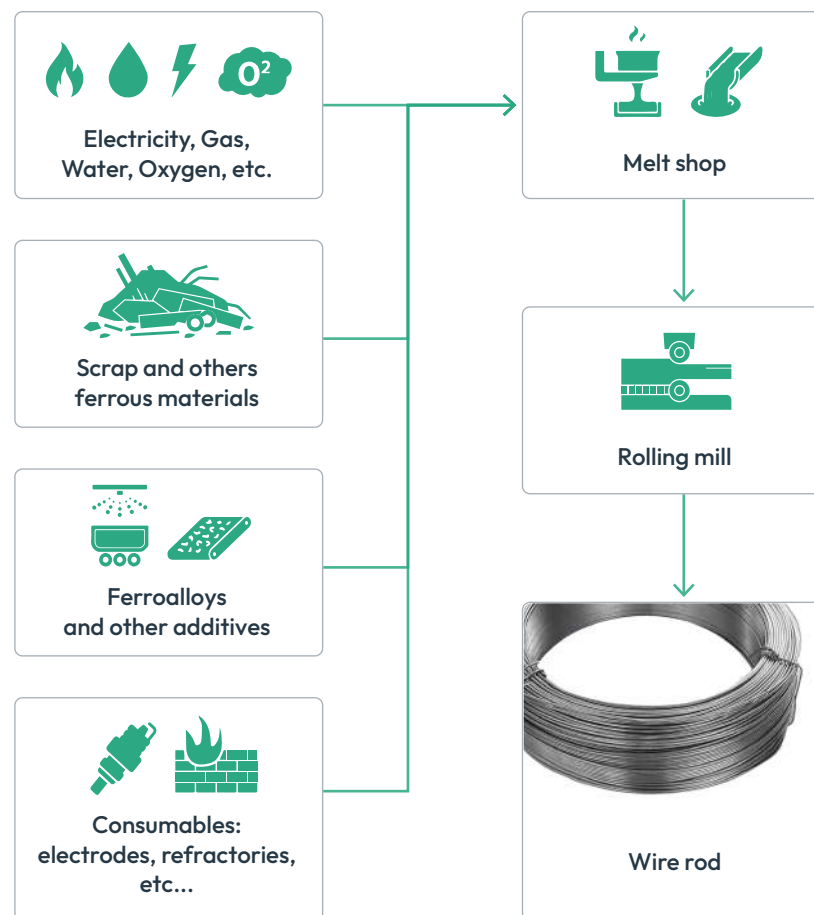 O²
Electricity, Gas,
Water, Oxygen, etc.
Melt shop
Scrap and others
ferrous materials
Rolling mill
Ferroalloys
and other additives
Consumables:
electrodes, refractories,
etc...
Wire rod